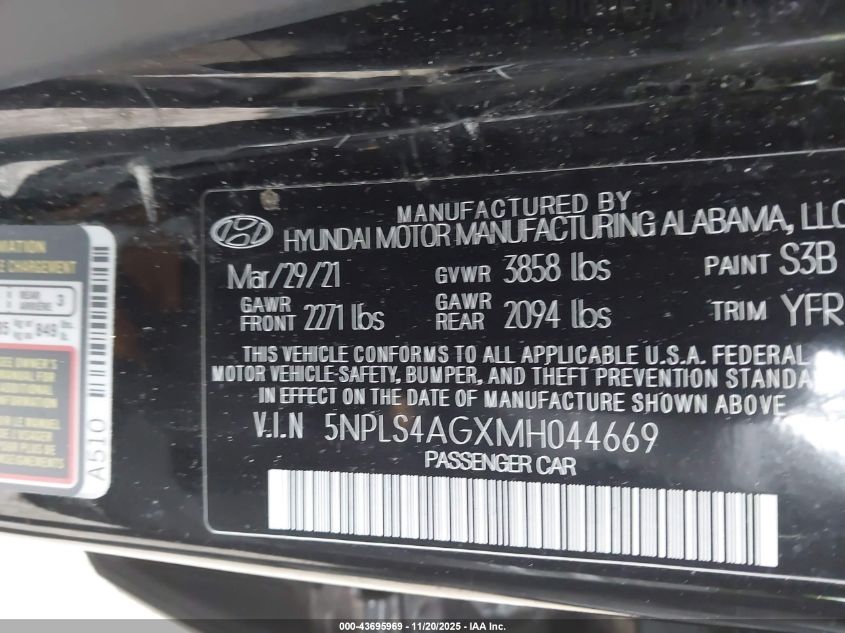 MANUFACTURED BY
HYUNDAI MOTOR MANUFACTURING ALABAMA, LLC
Mar/29/21 GVWR 3858 lbs PAINT S3B
GAWR FRONT 2271 lbs GAWR REAR 2094 lbs TRIM YFR
THIS VEHICLE CONFORMS TO ALL APPLICABLE U.S.A. FEDERAL
MOTOR VEHICLE-SAFETY, BUMPER, AND THEFT PREVENTION STANDA
IN EFFECT ON THE DATE OF MANUFACTURE SHOWN ABOVE
V.I.N 5NPLS4AGXMH044669
PASSENGER CAR
REAR 3
849
A510
000-43695969 - 11/20/2025 - IAA